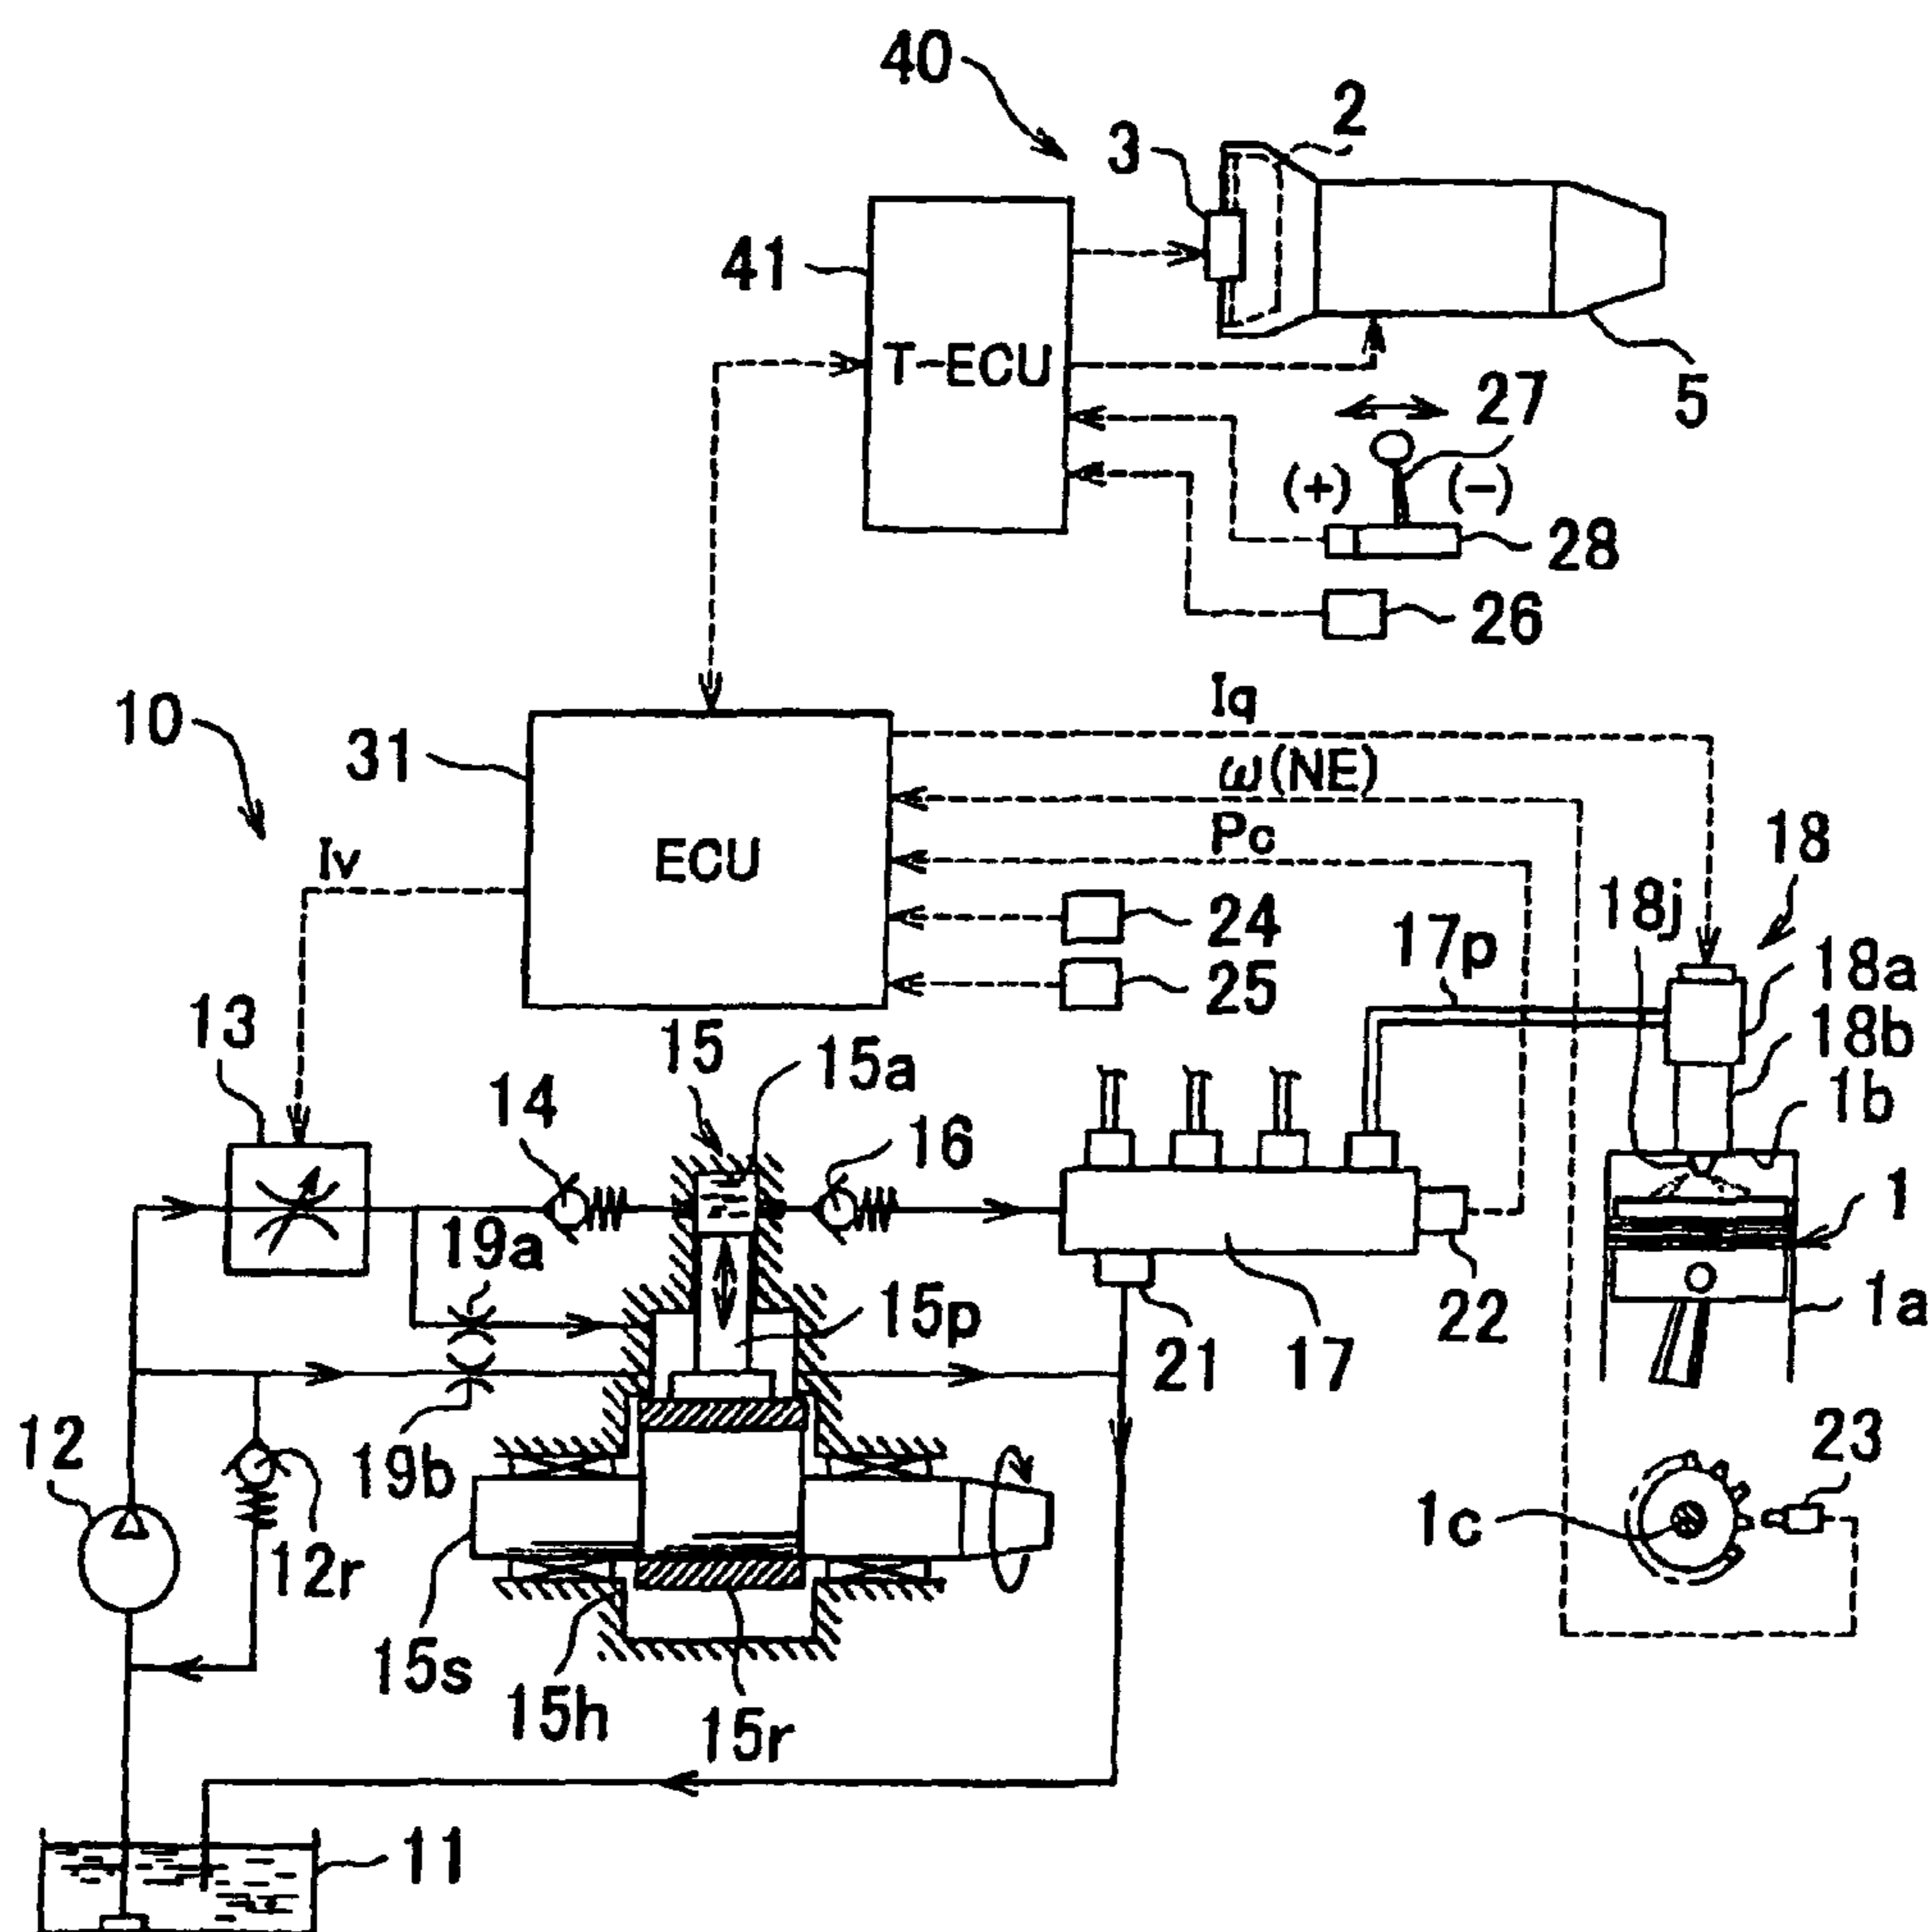 40
2
3
41
T-ECU
5
27
(+) (-)
28
26
10
31
Iq
ω(NE)
Pc
Iv
ECU
18
18j
24
17p
25
18a
18b
13
15
15a
1b
14
16
19a
1
15p
22
1a
21
17
12
19b
23
1c
12r
15s
15h
15r
11